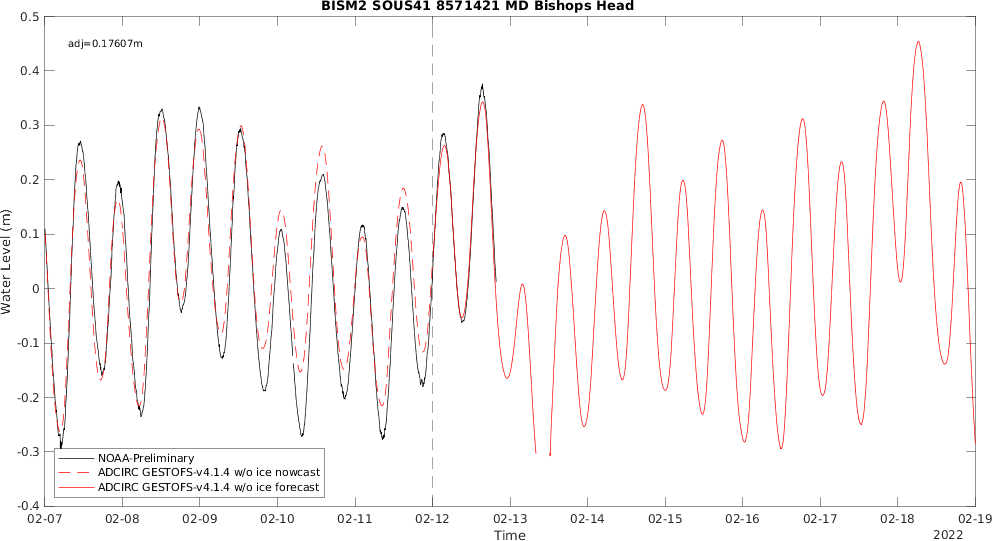 BISM2 SOUS41 8571421 MD Bishops Head
adj=0.17607m
0.5
0.4
0.3
0.2
0.1
0
-0.1
-0.2
-0.3
-0.4
Water Level (m)
NOAA-Preliminary
ADCIRC GESTOFS-v4.1.4 w/o ice nowcast
ADCIRC GESTOFS-v4.1.4 w/o ice forecast
02-07 02-08 02-09 02-10 02-11 02-12 02-13 02-14 02-15 02-16 02-17 02-18 02-19
Time
2022